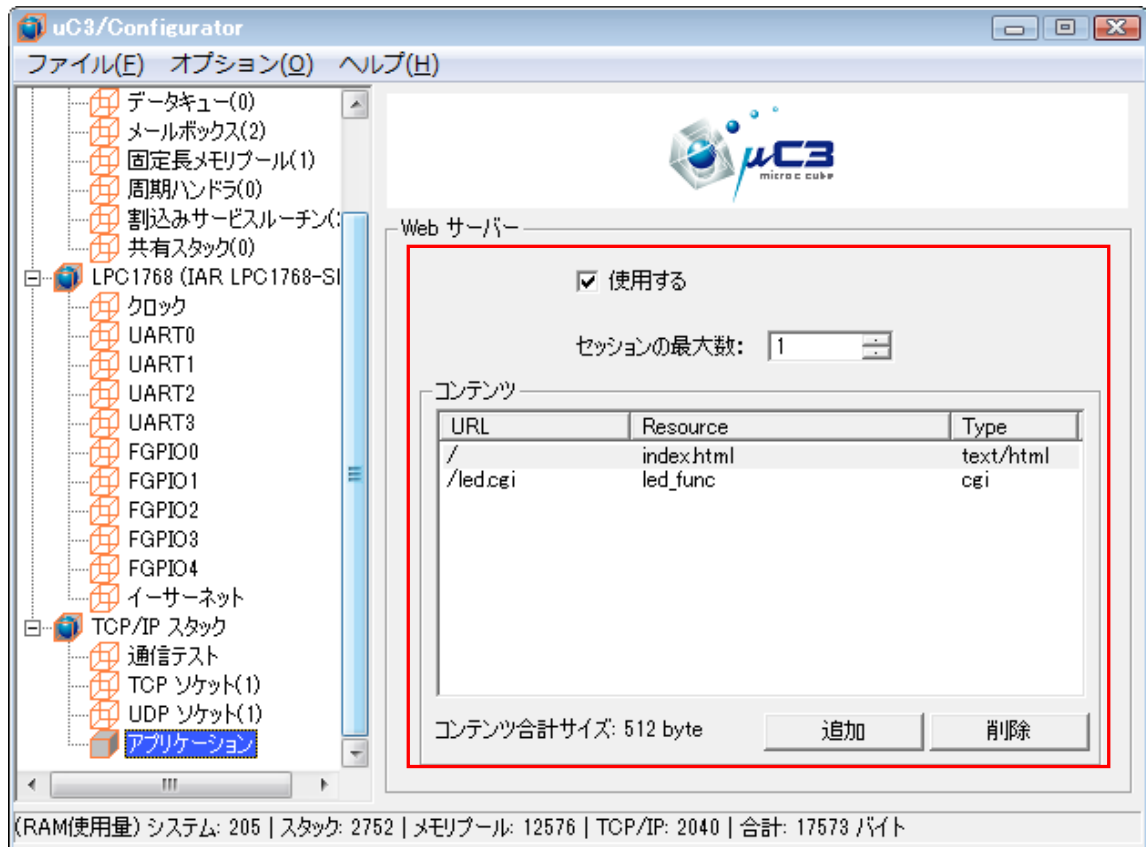 uC3/Configurator
ファイル(F) オプション(O) ヘルプ(H)
データキュー(0)
メールボックス(2)
固定長メモリプール(1)
周期ハンドラ(0)
割込みサービスルーチン(
共有スタック(0)
LPC1768 (IAR LPC1768-SI
クロック
UART0
UART1
UART2
UART3
FGPIO0
FGPIO1
FGPIO2
FGPIO3
FGPIO4
イーサーネット
TCP/IP スタック
通信テスト
TCP ソケット(1)
UDP ソケット(1)
アプリケーション
μC3
micro c cube
Web サーバー
使用する
セッションの最大数: 1
コンテンツ
URL Resource Type
/ index.html text/html
/led.cgi led_func cgi
コンテンツ合計サイズ: 512 byte 追加 削除
(RAM使用量) システム: 205 | スタック: 2752 | メモリプール: 12576 | TCP/IP: 2040 | 合計: 17573 バイト